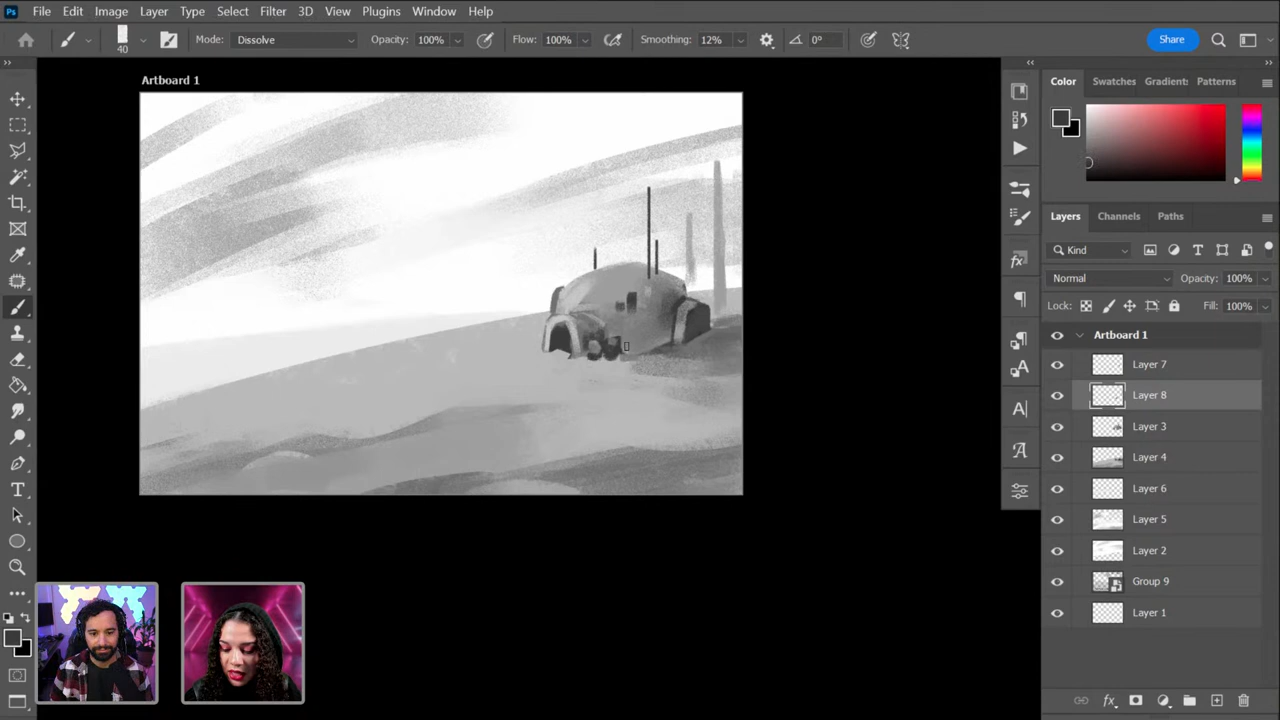 Ps File Edit Image Layer Type Select Filter 3D View Plugins Window Help
40 Mode: Dissolve Opacity: 100% Flow: 100% Smoothing: 12% 0° Share
Artboard 1
Color Swatches Gradient: Patterns
Layers Channels Paths
Kind
Normal Opacity: 100%
Lock: Fill: 100%
Artboard 1
Layer 7
Layer 8
Layer 3
Layer 4
Layer 6
Layer 5
Layer 2
Group 9
Layer 1